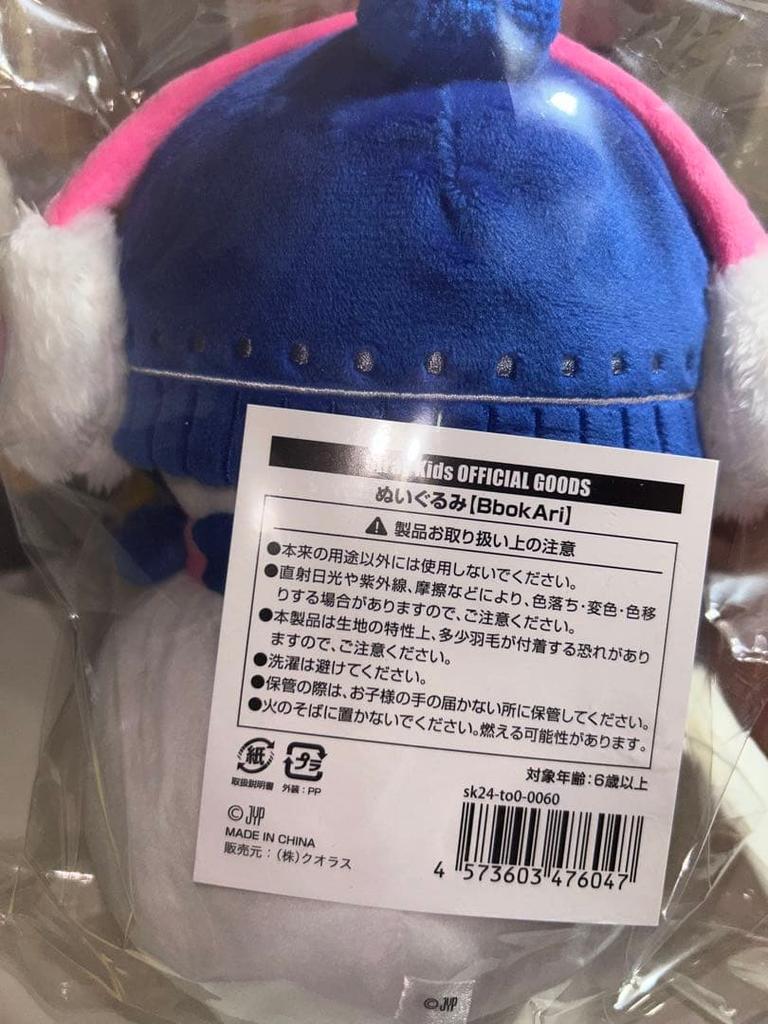 Kids OFFICIAL GOODS
ぬいぐるみ【BbokAri】
製品お取り扱い上の注意
●本来の用途以外には使用しないでください。
●直射日光や紫外線、摩擦などにより、色落ち・変色・色移
りする場合がありますので、ご注意ください。
●本製品は生地の特性上、多少羽毛が付着する恐れがあり
ますので、ご注意ください。
●洗濯は避けてください。
●保管の際は、お子様の手の届かない所に保管してください。
●火のそばに置かないでください。燃える可能性があります。
対象年齢:6歳以上
紙
プラ
取扱説明書
外装:PP
sk24-to0-0060
©JYP
MADE IN CHINA
販売元:(株)クオラス
4 573603 476047
©JYP